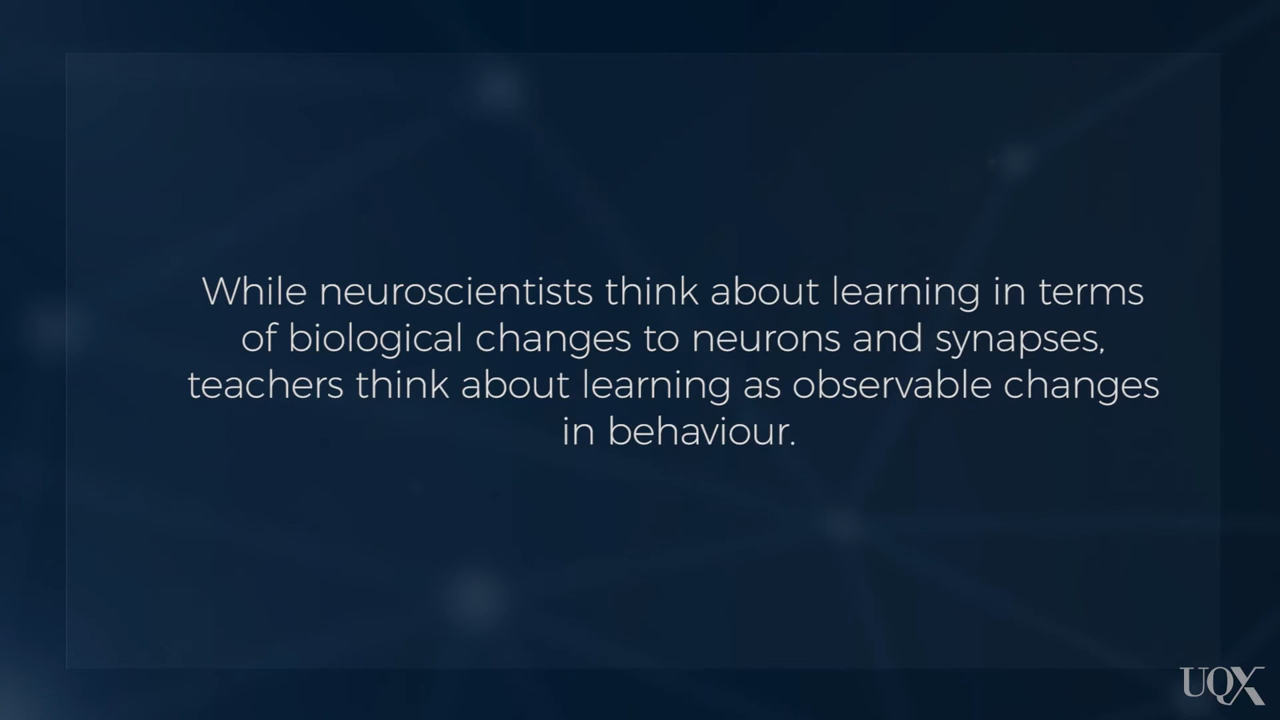 While neuroscientists think about learning in terms
of biological changes to neurons and synapses,
teachers think about learning as observable changes
in behaviour.
UQX